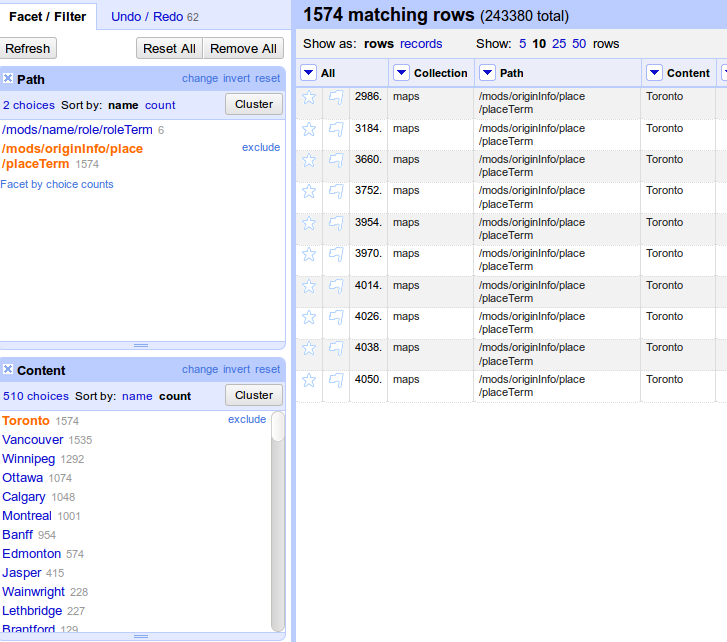 Facet / Filter
Undo / Redo 62
Refresh
Reset All
Remove All
Path
change invert reset
2 choices Sort by: name count
Cluster
/mods/name/role/roleTerm 6
/mods/originInfo/place
/placeTerm 1574
exclude
Facet by choice counts
Content
change invert reset
510 choices Sort by: name count
Cluster
Toronto 1574
exclude
Vancouver 1535
Winnipeg 1292
Ottawa 1074
Calgary 1048
Montreal 1001
Banff 954
Edmonton 574
Jasper 415
Wainwright 228
Lethbridge 227
Brantford 129
1574 matching rows (243380 total)
Show as: rows records
Show: 5 10 25 50 rows
All Collection Path Content
2986. maps /mods/originInfo/place Toronto
/placeTerm
3184. maps /mods/originInfo/place Toronto
/placeTerm
3660. maps /mods/originInfo/place Toronto
/placeTerm
3752. maps /mods/originInfo/place Toronto
/placeTerm
3954. maps /mods/originInfo/place Toronto
/placeTerm
3970. maps /mods/originInfo/place Toronto
/placeTerm
4014. maps /mods/originInfo/place Toronto
/placeTerm
4026. maps /mods/originInfo/place Toronto
/placeTerm
4038. maps /mods/originInfo/place Toronto
/placeTerm
4050. maps /mods/originInfo/place Toronto
/placeTerm